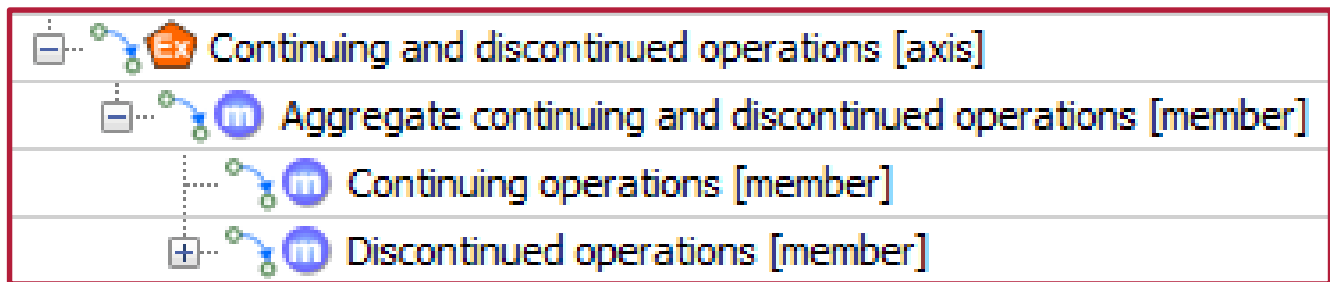 Ex Continuing and discontinued operations [axis]
m Aggregate continuing and discontinued operations [member]
m Continuing operations [member]
m Discontinued operations [member]